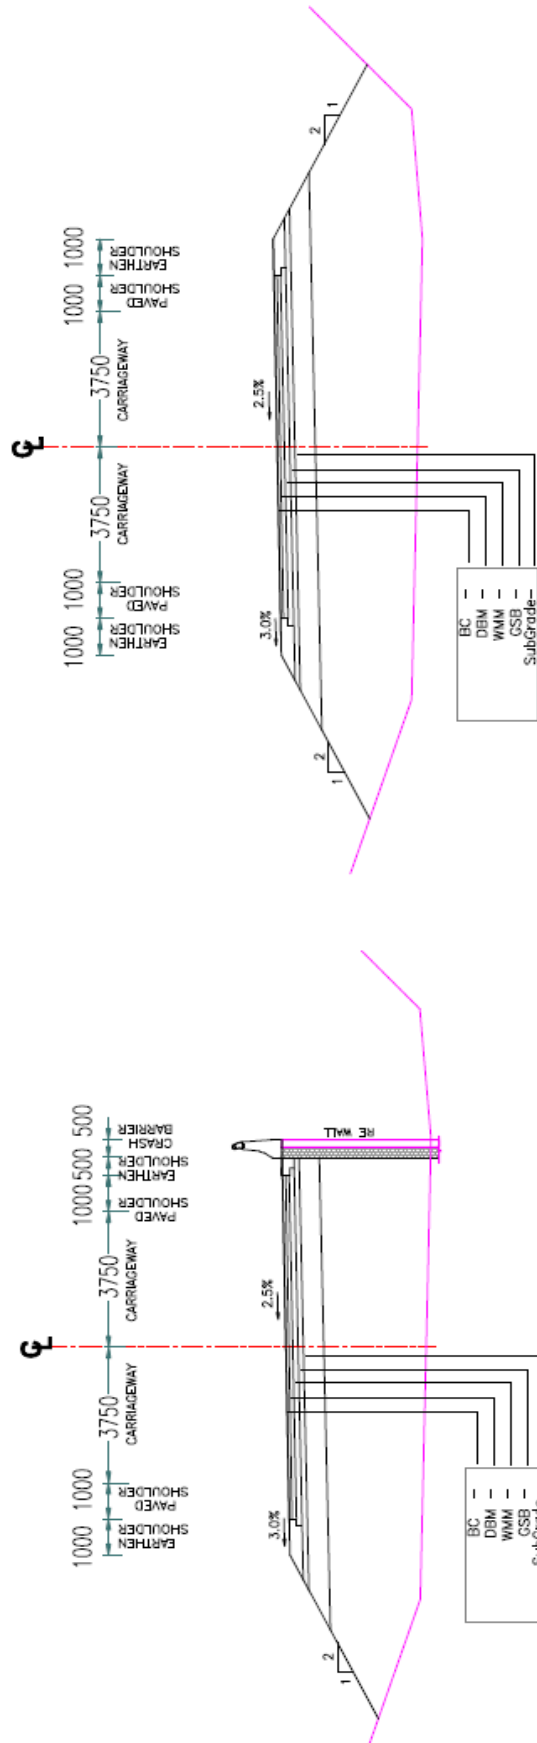 ℄
1000 1000 3750 3750 1000 1000
EARTHEN
SHOULDER
PAVED
SHOULDER
CARRIAGEWAY
CARRIAGEWAY
PAVED
SHOULDER
EARTHEN
SHOULDER
3.0%
2.5%
2
1
2
1
BC -
DBM -
WMM -
GSB -
SubGrade-
℄
1000 1000 3750 3750 1000 500 500
EARTHEN
SHOULDER
PAVED
SHOULDER
CARRIAGEWAY
CARRIAGEWAY
PAVED
SHOULDER
EARTHEN
SHOULDER
CRASH
BARRIER
3.0%
2.5%
RE WALL
2
1
BC -
DBM -
WMM -
GSB -